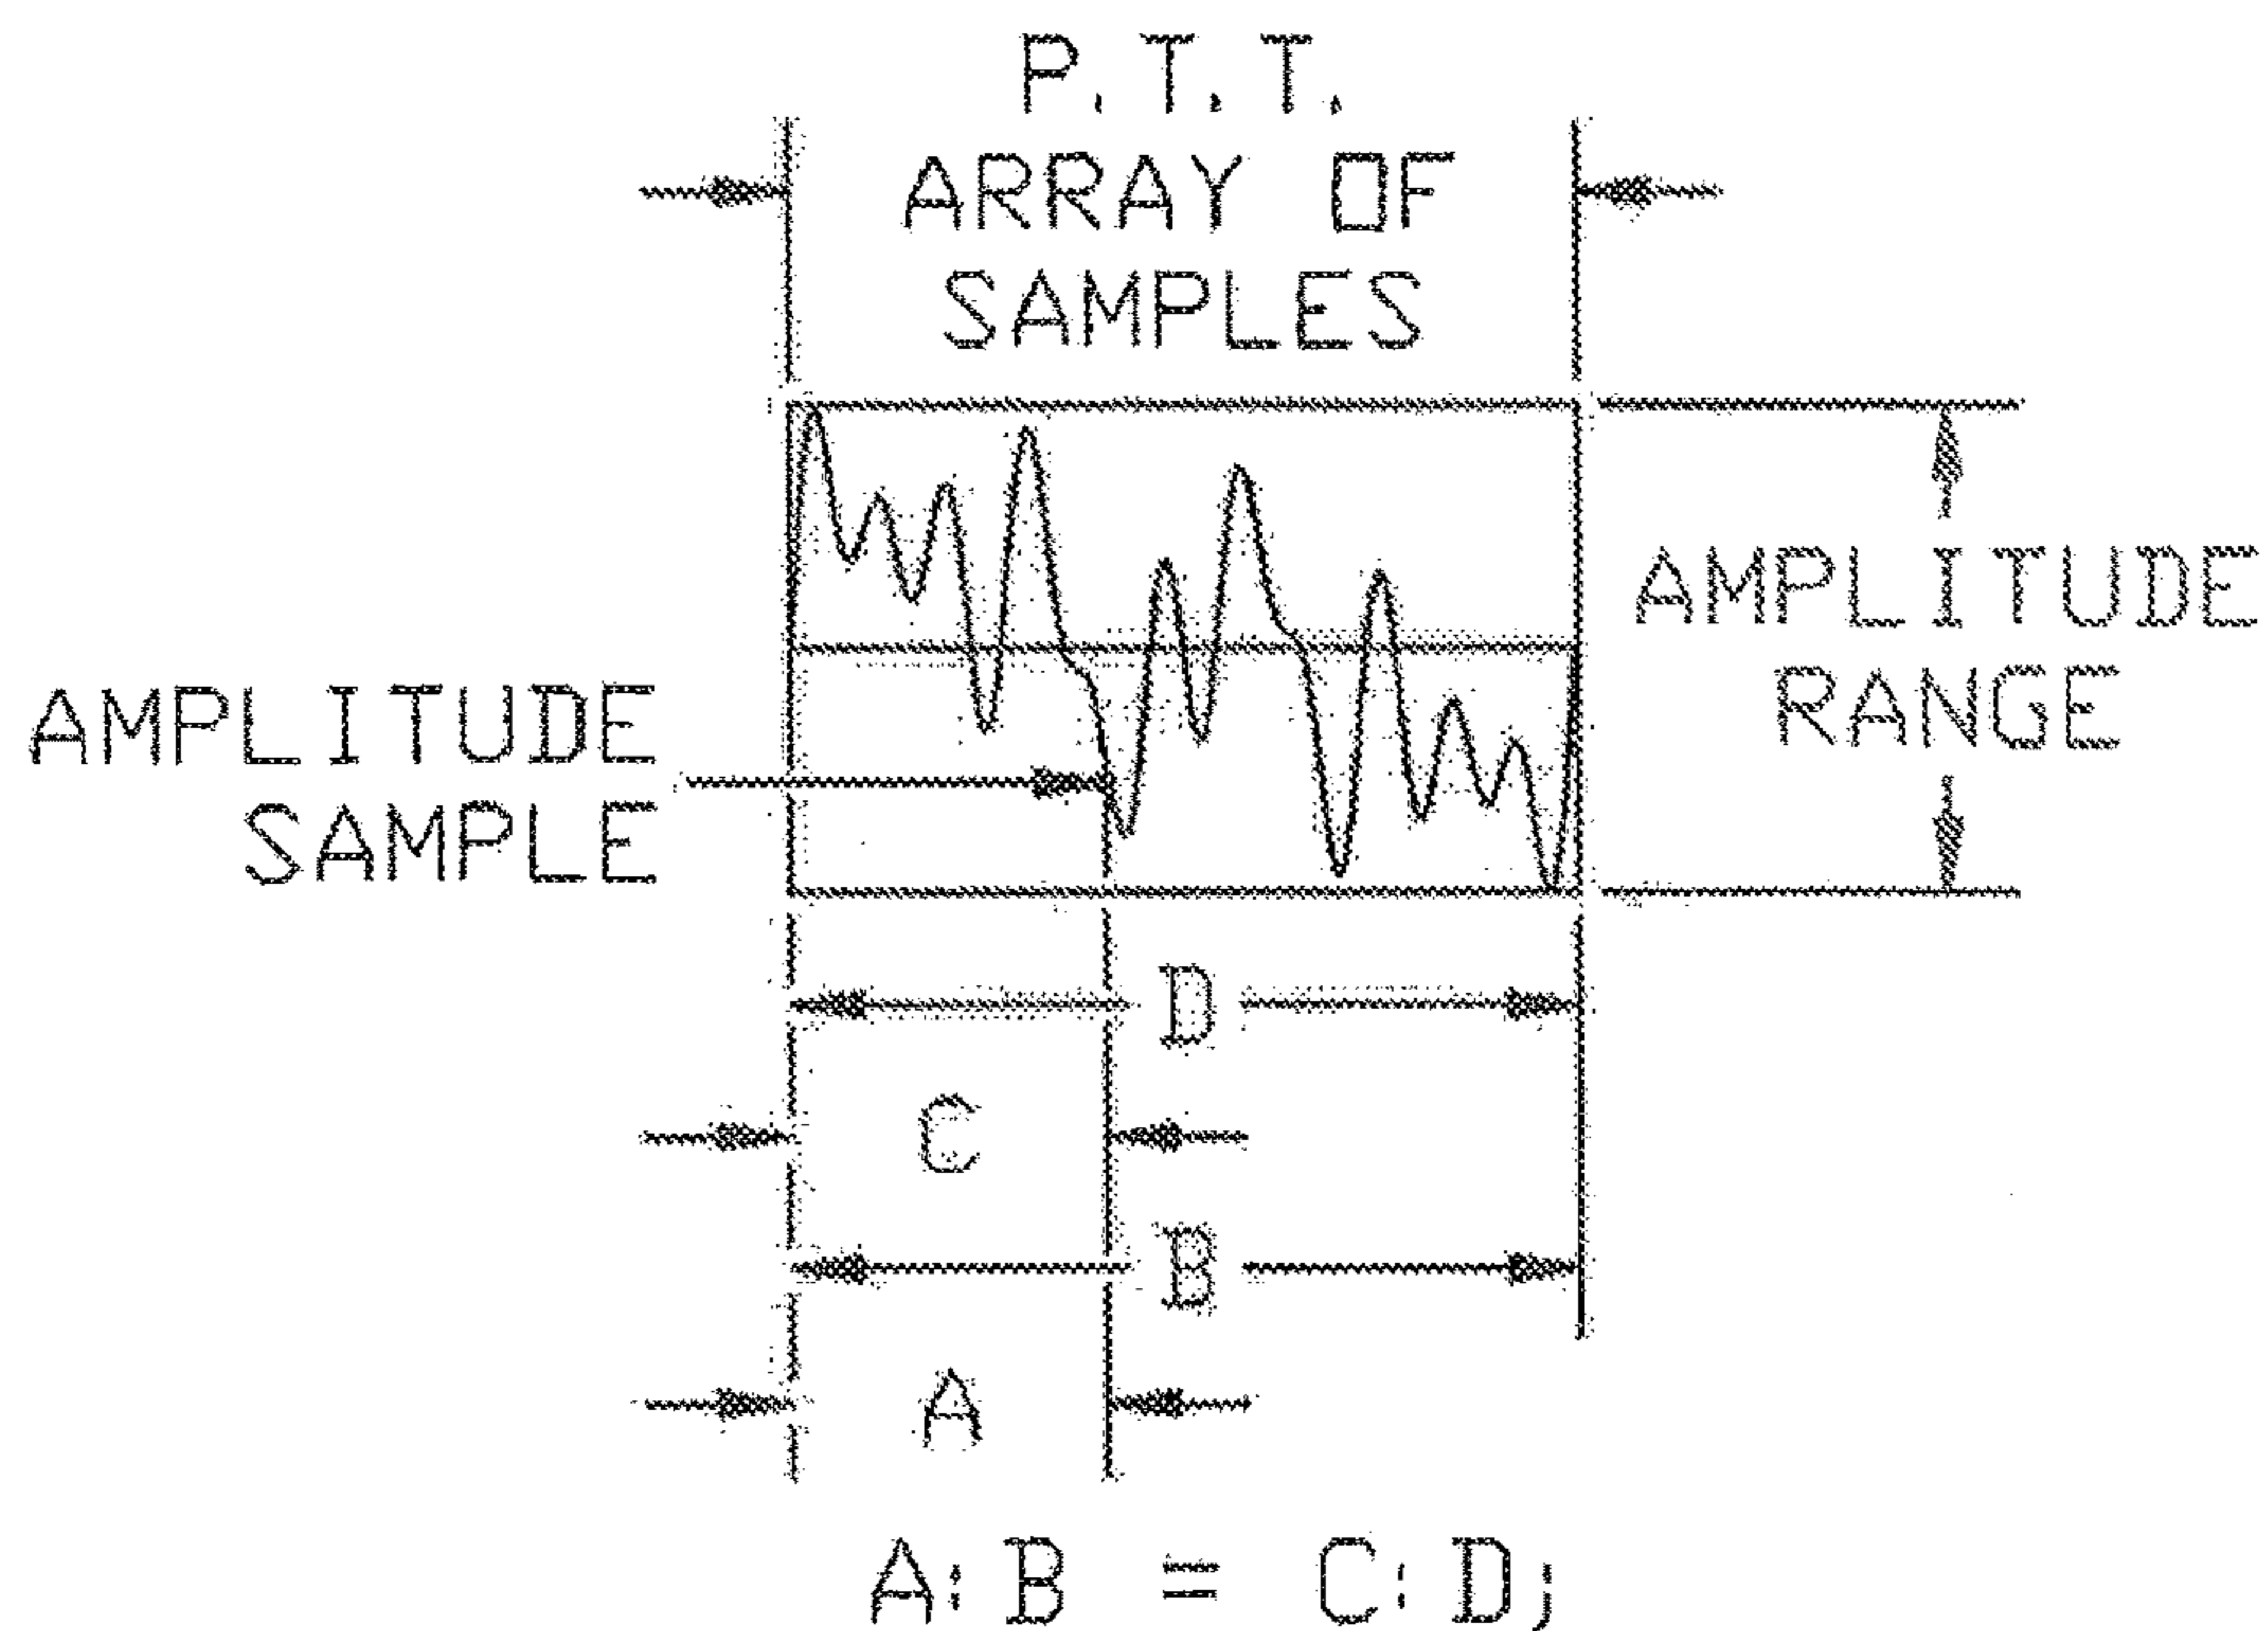 P.T.T.
ARRAY OF
SAMPLES
AMPLITUDE
RANGE
AMPLITUDE
SAMPLE
D
C
B
A
A:B = C:D;